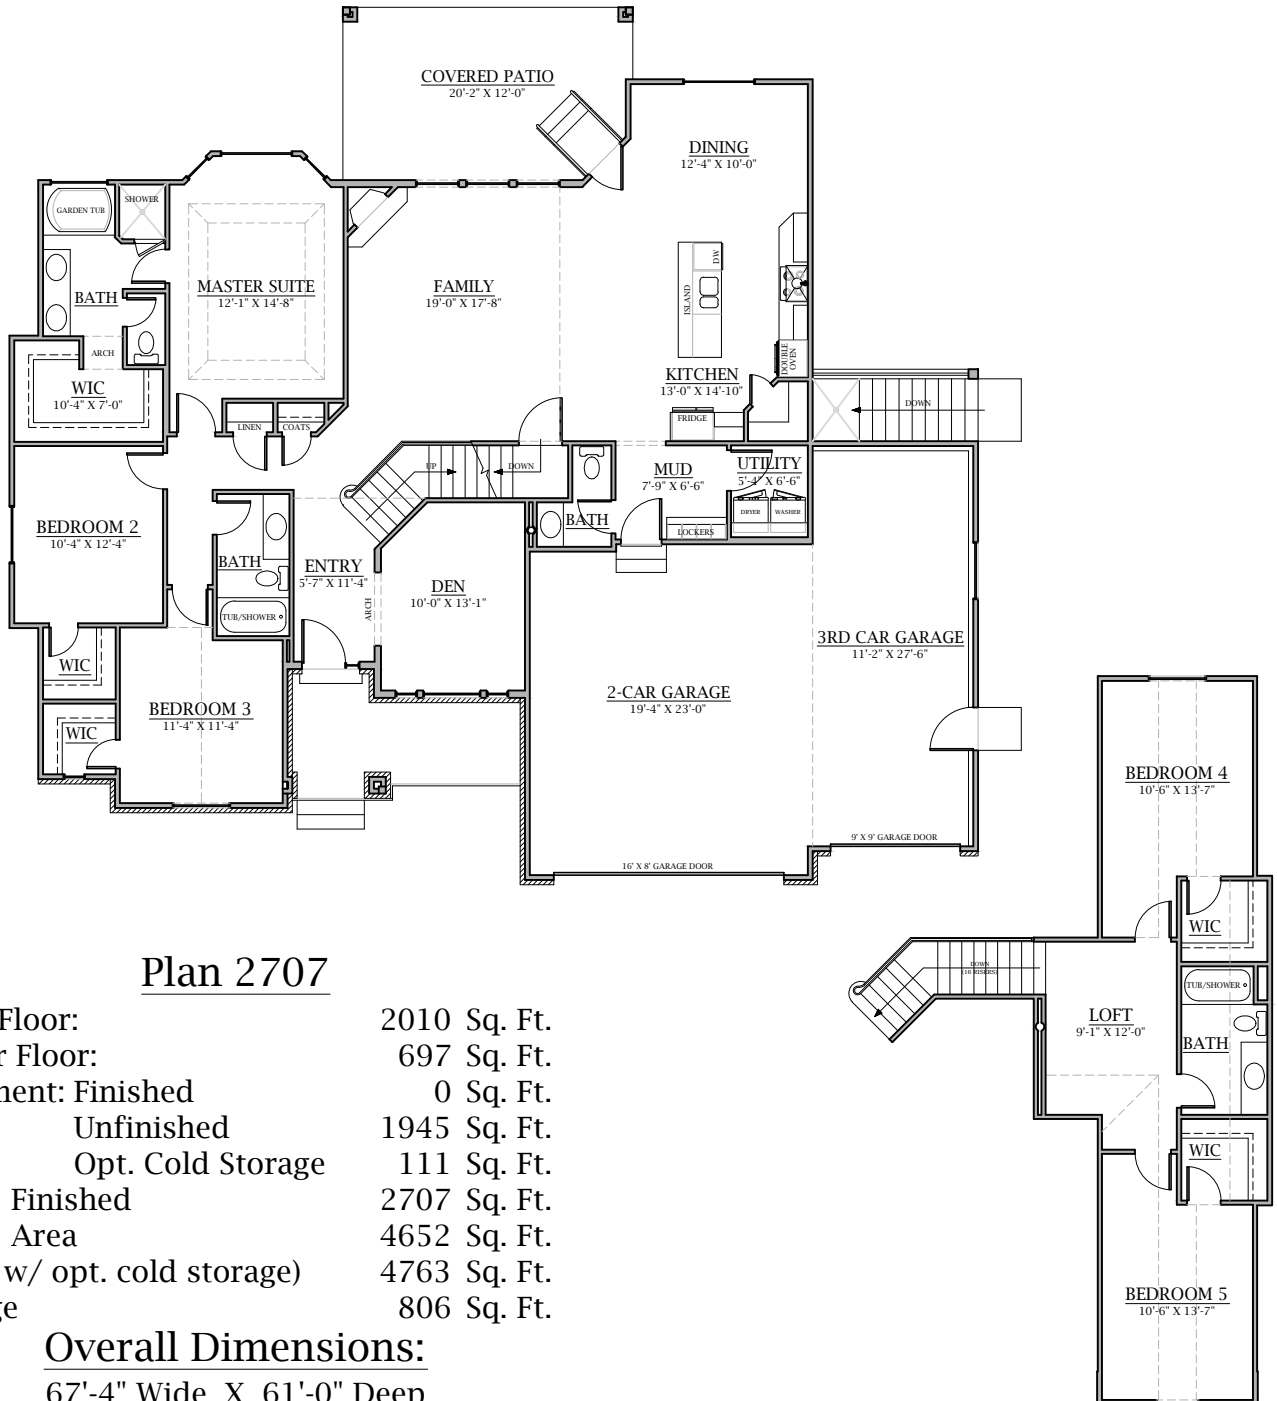 COVERED PATIO
20'-2" X 12'-0"
DINING
12'-4" X 10'-0"
GARDEN TUB
SHOWER
MASTER SUITE
12'-1" X 14'-8"
FAMILY
19'-0" X 17'-8"
DW
ISLAND
BATH
ARCH
DOUBLE
OVEN
WIC
10'-4" X 7'-0"
KITCHEN
13'-0" X 14'-10"
FRIDGE
DOWN
LINEN
COATS
UP
DOWN
MUD
7'-9" X 6'-6"
UTILITY
5'-4" X 6'-6"
DRYER
WASHER
LOCKERS
BATH
BEDROOM 2
10'-4" X 12'-4"
BATH
TUB/SHOWER
ENTRY
5'-7" X 11'-4"
ARCH
DEN
10'-0" X 13'-1"
3RD CAR GARAGE
11'-2" X 27'-6"
2-CAR GARAGE
19'-4" X 23'-0"
WIC
BEDROOM 3
11'-4" X 11'-4"
WIC
9' X 9' GARAGE DOOR
16' X 8' GARAGE DOOR
BEDROOM 4
10'-6" X 13'-7"
WIC
DOWN
(16 RISERS)
TUB/SHOWER
LOFT
9'-1" X 12'-0"
BATH
WIC
BEDROOM 5
10'-6" X 13'-7"
Plan 2707
Floor: 2010 Sq. Ft.
r Floor: 697 Sq. Ft.
ment: Finished 0 Sq. Ft.
Unfinished 1945 Sq. Ft.
Opt. Cold Storage 111 Sq. Ft.
Finished 2707 Sq. Ft.
Area 4652 Sq. Ft.
w/ opt. cold storage) 4763 Sq. Ft.
ge 806 Sq. Ft.
Overall Dimensions:
67'-4" Wide X 61'-0" Deep